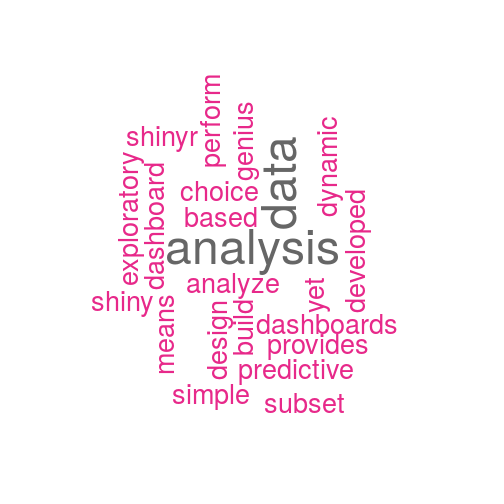 perform
genius
shinyr
dynamic
data
exploratory
dashboard
choice
based
developed
analysis
analyze
yet
shiny
means
design
build
dashboards
provides
predictive
simple
subset